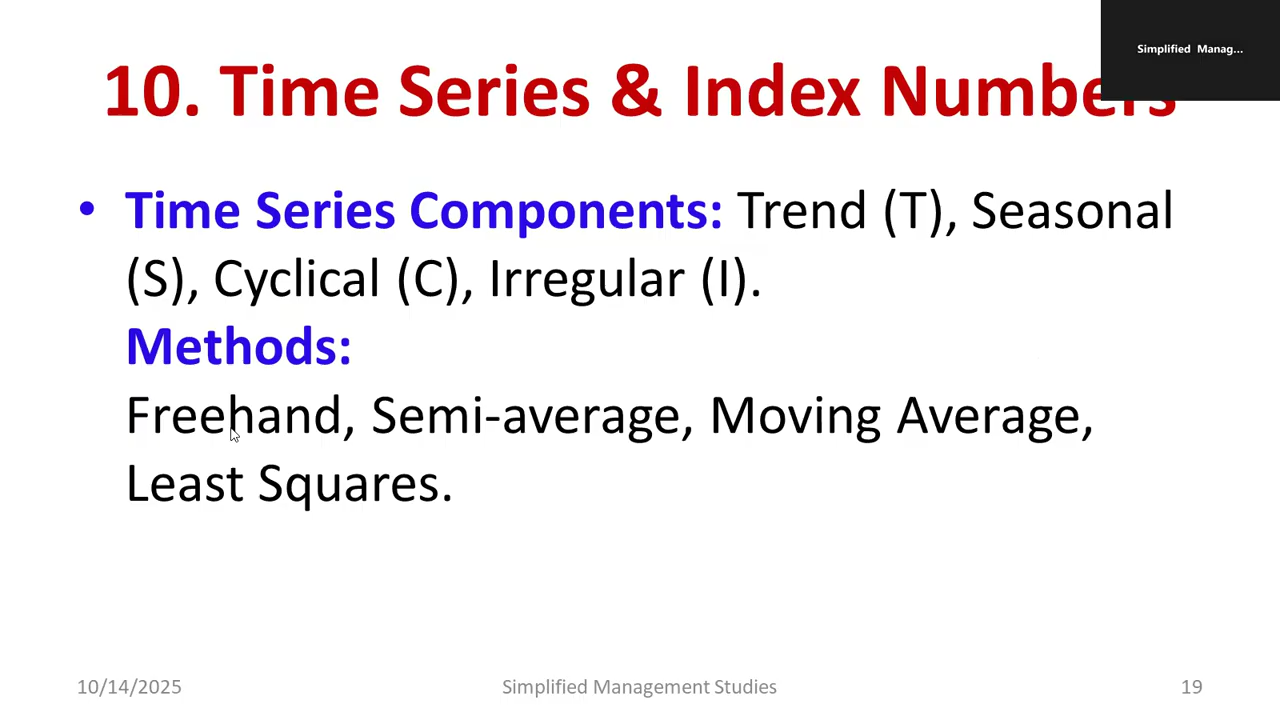 Simplified Manag...
10. Time Series & Index Numbers
• Time Series Components: Trend (T), Seasonal
(S), Cyclical (C), Irregular (I).
Methods:
Freehand, Semi-average, Moving Average,
Least Squares.
10/14/2025
Simplified Management Studies
19